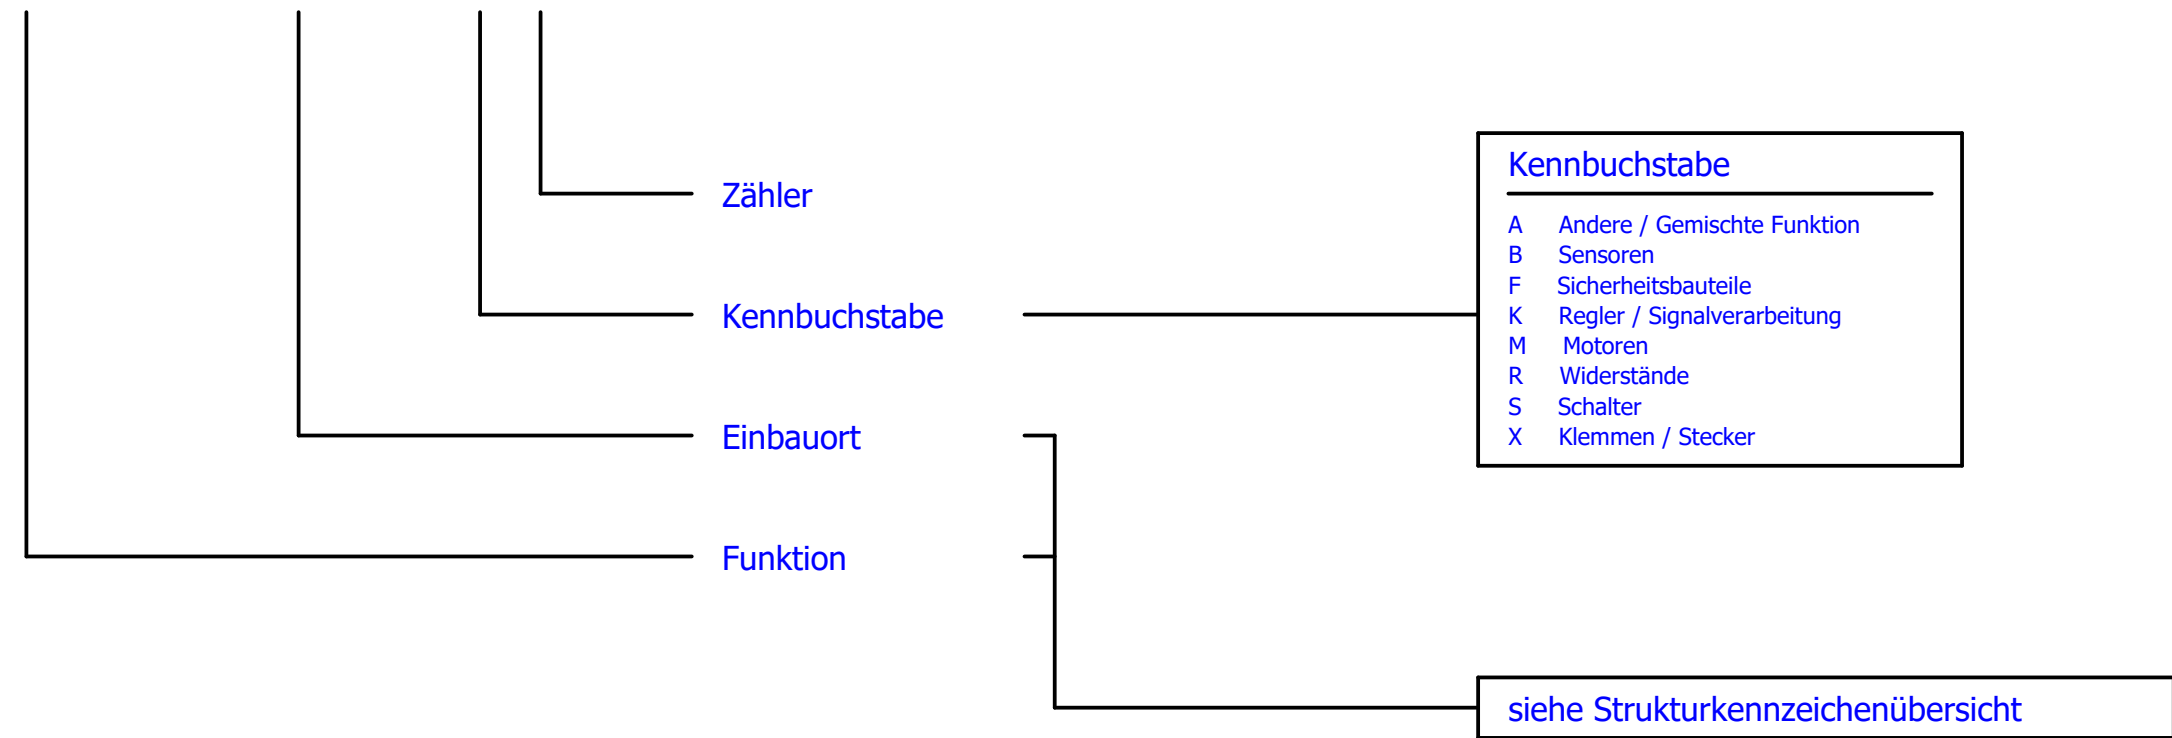 Zähler
Kennbuchstabe
Einbauort
Funktion
Kennbuchstabe
A Andere / Gemischte Funktion
B Sensoren
F Sicherheitsbauteile
K Regler / Signalverarbeitung
M Motoren
R Widerstände
S Schalter
X Klemmen / Stecker
siehe Strukturkennzeichenübersicht